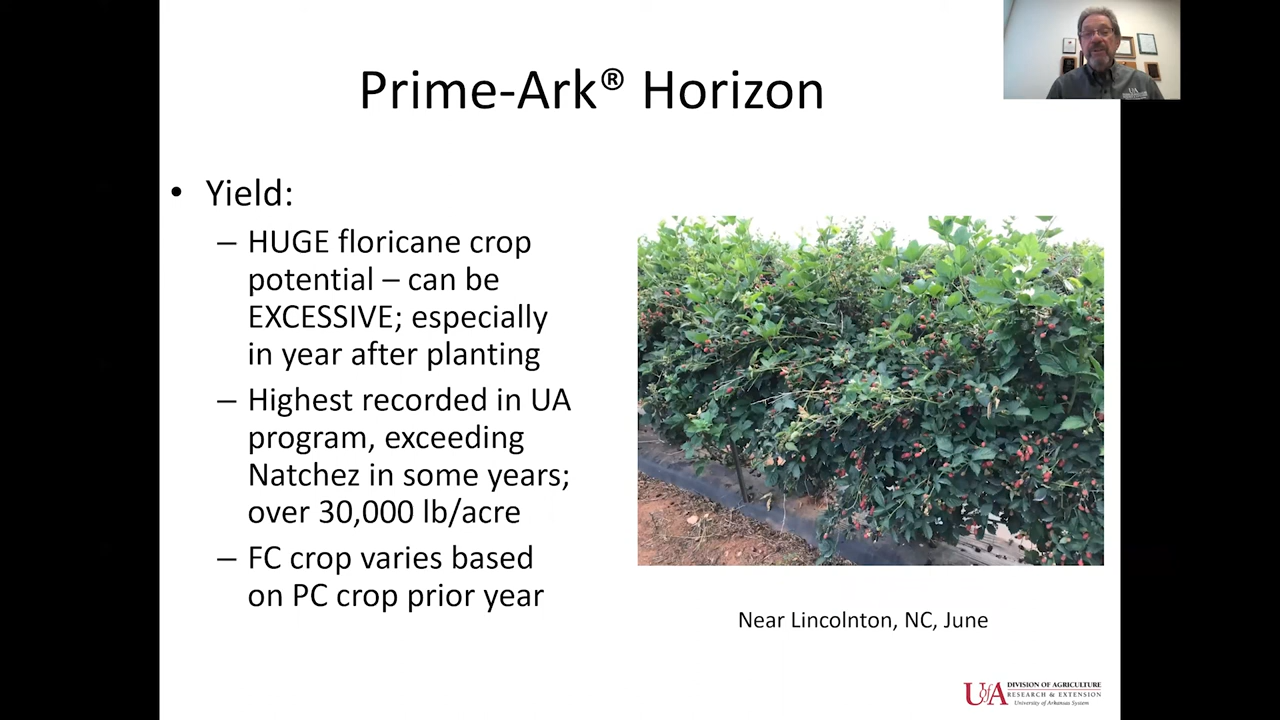 Prime-Ark® Horizon
• Yield:
– HUGE floricane crop
potential – can be
EXCESSIVE; especially
in year after planting
– Highest recorded in UA
program, exceeding
Natchez in some years;
over 30,000 lb/acre
– FC crop varies based
on PC crop prior year
Near Lincolnton, NC, June
UofA DIVISION OF AGRICULTURE
RESEARCH & EXTENSION
University of Arkansas System